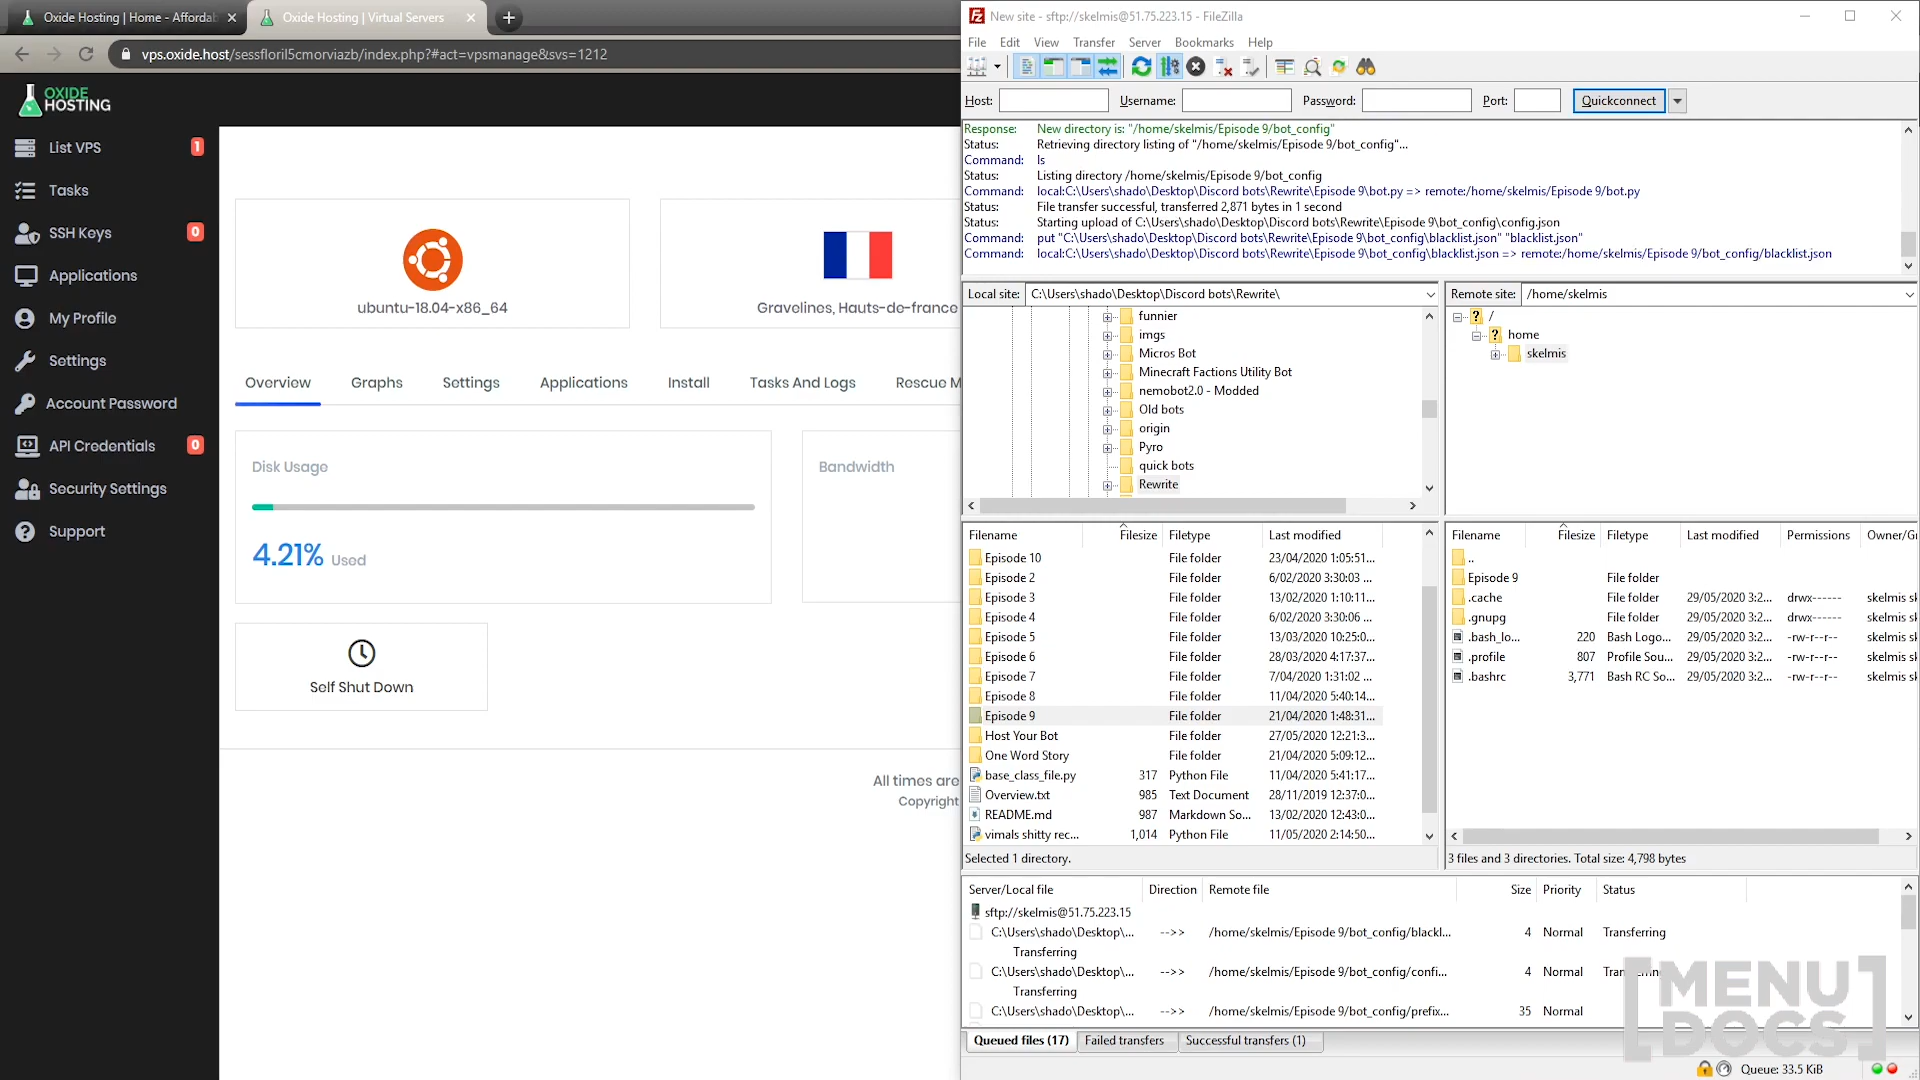 Oxide Hosting | Home - Affordab
Oxide Hosting | Virtual Servers
vps.oxide.host/sessfloril5cmorviazb/index.php?#act=vpsmanage&svs=1212
OXIDE
HOSTING
List VPS
1
Tasks
SSH Keys
0
Applications
My Profile
Settings
Account Password
API Credentials
0
Security Settings
Support
ubuntu-18.04-x86_64
Gravelines, Hauts-de-france
Overview
Graphs
Settings
Applications
Install
Tasks And Logs
Rescue M
Disk Usage
4.21% Used
Bandwidth
Self Shut Down
All times are
Copyright
New site - sftp://skelmis@51.75.223.15 - FileZilla
File Edit View Transfer Server Bookmarks Help
Host: Username: Password: Port: Quickconnect
Response: New directory is: "/home/skelmis/Episode 9/bot_config"
Status: Retrieving directory listing of "/home/skelmis/Episode 9/bot_config"...
Command: ls
Status: Listing directory /home/skelmis/Episode 9/bot_config
Command: local:C:\Users\shado\Desktop\Discord bots\Rewrite\Episode 9\bot.py => remote:/home/skelmis/Episode 9/bot.py
Status: File transfer successful, transferred 2,871 bytes in 1 second
Status: Starting upload of C:\Users\shado\Desktop\Discord bots\Rewrite\Episode 9\bot_config\config.json
Command: put "C:\Users\shado\Desktop\Discord bots\Rewrite\Episode 9\bot_config\blacklist.json" "blacklist.json"
Command: local:C:\Users\shado\Desktop\Discord bots\Rewrite\Episode 9\bot_config\blacklist.json => remote:/home/skelmis/Episode 9/bot_config/blacklist.json
Local site: C:\Users\shado\Desktop\Discord bots\Rewrite\
funnier
imgs
Micros Bot
Minecraft Factions Utility Bot
nemobot2.0 - Modded
Old bots
origin
Pyro
quick bots
Rewrite
Remote site: /home/skelmis
/
home
skelmis
Filename Filesize Filetype Last modified
Episode 10 File folder 23/04/2020 1:05:51...
Episode 2 File folder 6/02/2020 3:30:03 ...
Episode 3 File folder 13/02/2020 1:10:11...
Episode 4 File folder 6/02/2020 3:30:06 ...
Episode 5 File folder 13/03/2020 10:25:0...
Episode 6 File folder 28/03/2020 4:17:37...
Episode 7 File folder 7/04/2020 1:31:02 ...
Episode 8 File folder 11/04/2020 5:40:14...
Episode 9 File folder 21/04/2020 1:48:31...
Host Your Bot File folder 27/05/2020 12:21:3...
One Word Story File folder 21/04/2020 5:09:12...
base_class_file.py 317 Python File 11/04/2020 5:41:17...
Overview.txt 985 Text Document 28/11/2019 12:37:0...
README.md 987 Markdown So... 13/02/2020 12:43:0...
vimals shitty rec... 1,014 Python File 11/05/2020 2:14:50...
Selected 1 directory.
Filename Filesize Filetype Last modified Permissions Owner/Gr
..
Episode 9 File folder
.cache File folder 29/05/2020 3:2... drwx------ skelmis sk
.gnupg File folder 29/05/2020 3:2... drwx------ skelmis sk
.bash_lo... 220 Bash Logo... 29/05/2020 3:2... -rw-r--r-- skelmis sk
.profile 807 Profile Sou... 29/05/2020 3:2... -rw-r--r-- skelmis sk
.bashrc 3,771 Bash RC So... 29/05/2020 3:2... -rw-r--r-- skelmis sk
3 files and 3 directories. Total size: 4,798 bytes
Server/Local file Direction Remote file Size Priority Status
sftp://skelmis@51.75.223.15
C:\Users\shado\Desktop\... -->> /home/skelmis/Episode 9/bot_config/blackl... 4 Normal Transferring
Transferring
C:\Users\shado\Desktop\... -->> /home/skelmis/Episode 9/bot_config/confi... 4 Normal Transferring
Transferring
C:\Users\shado\Desktop\... -->> /home/skelmis/Episode 9/bot_config/prefix... 35 Normal
Queued files (17) Failed transfers Successful transfers (1)
Queue: 33.5 KiB
[MENU
DOCS]